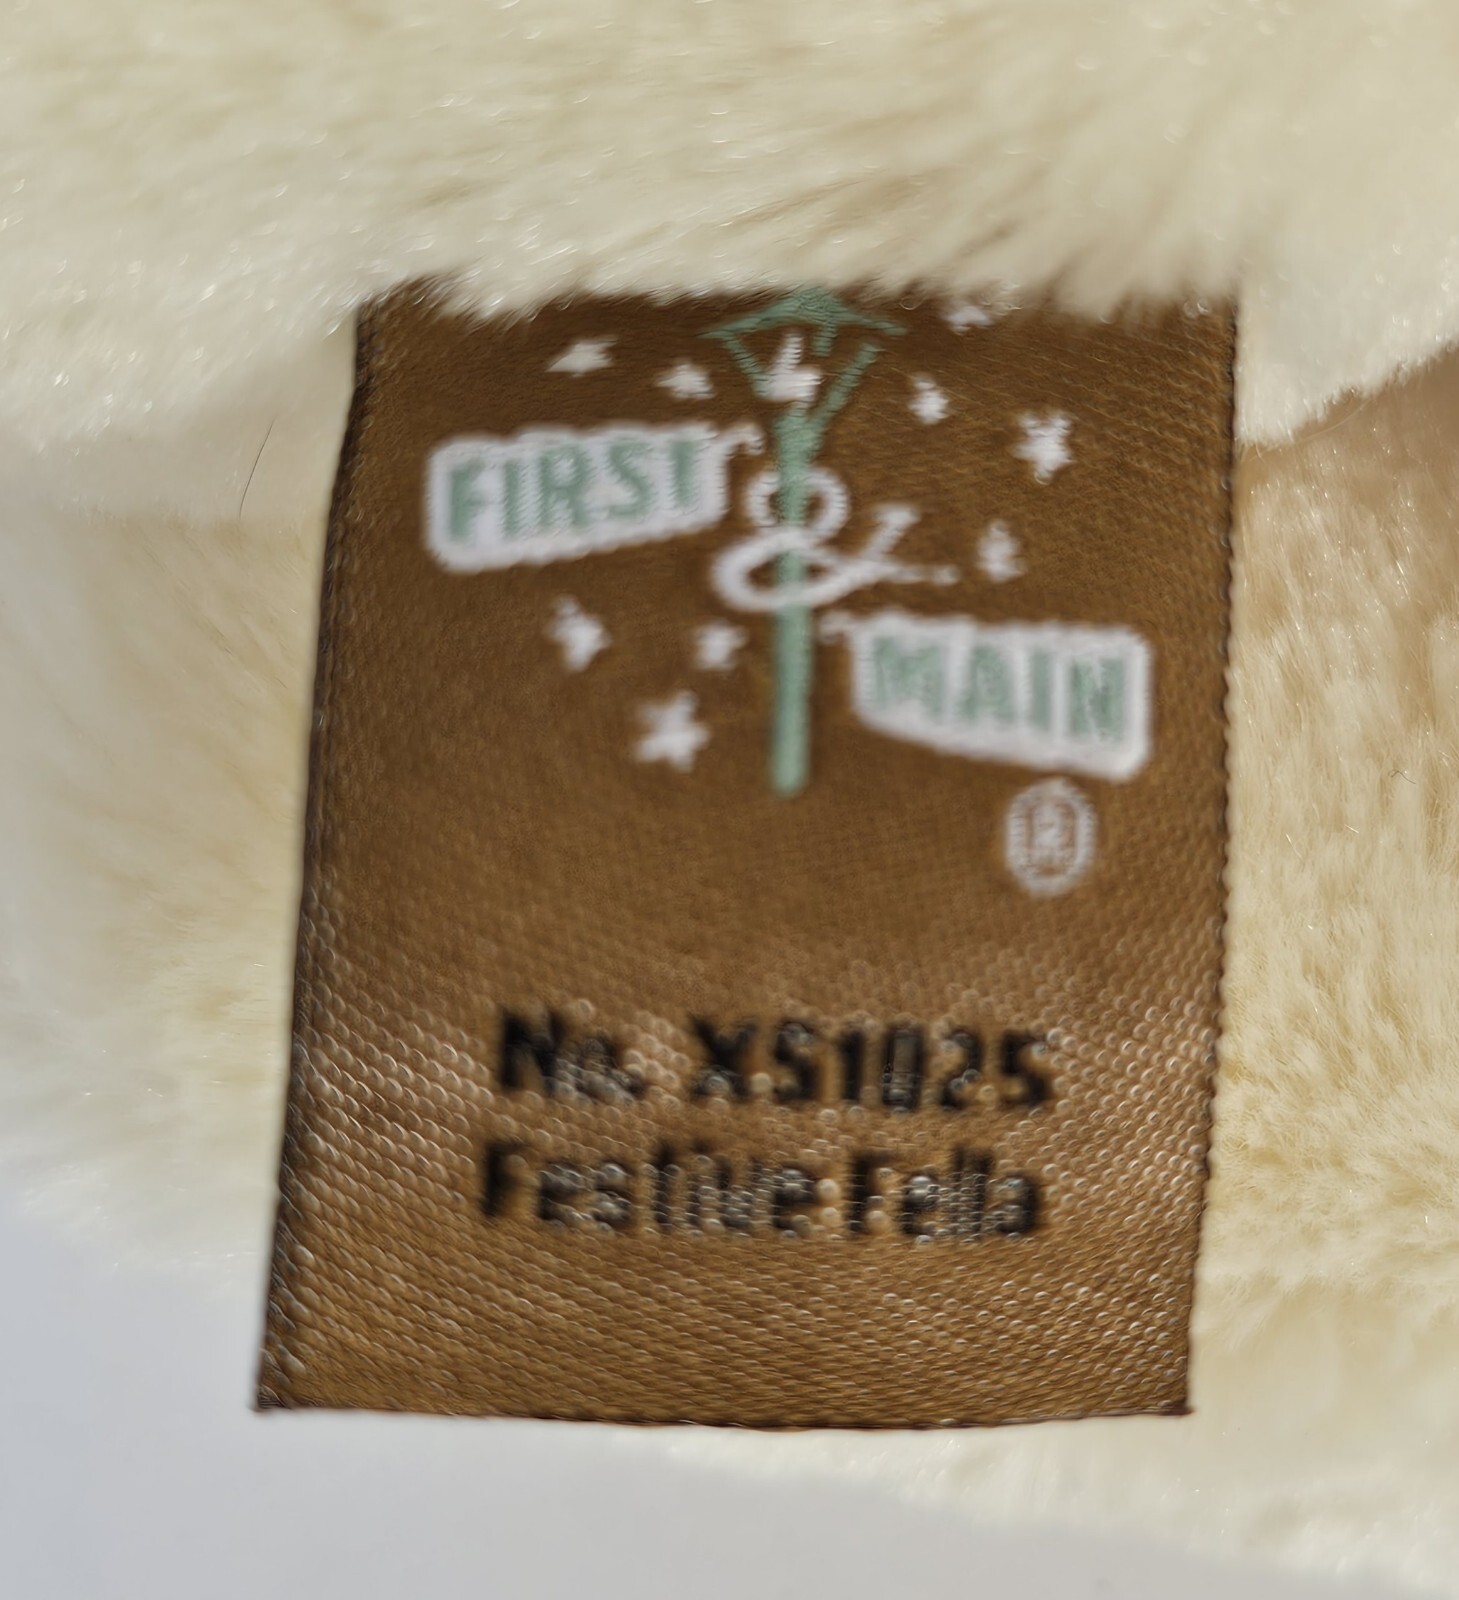 FIRST
&
MAIN
®
No. XS1025
Festive Fella